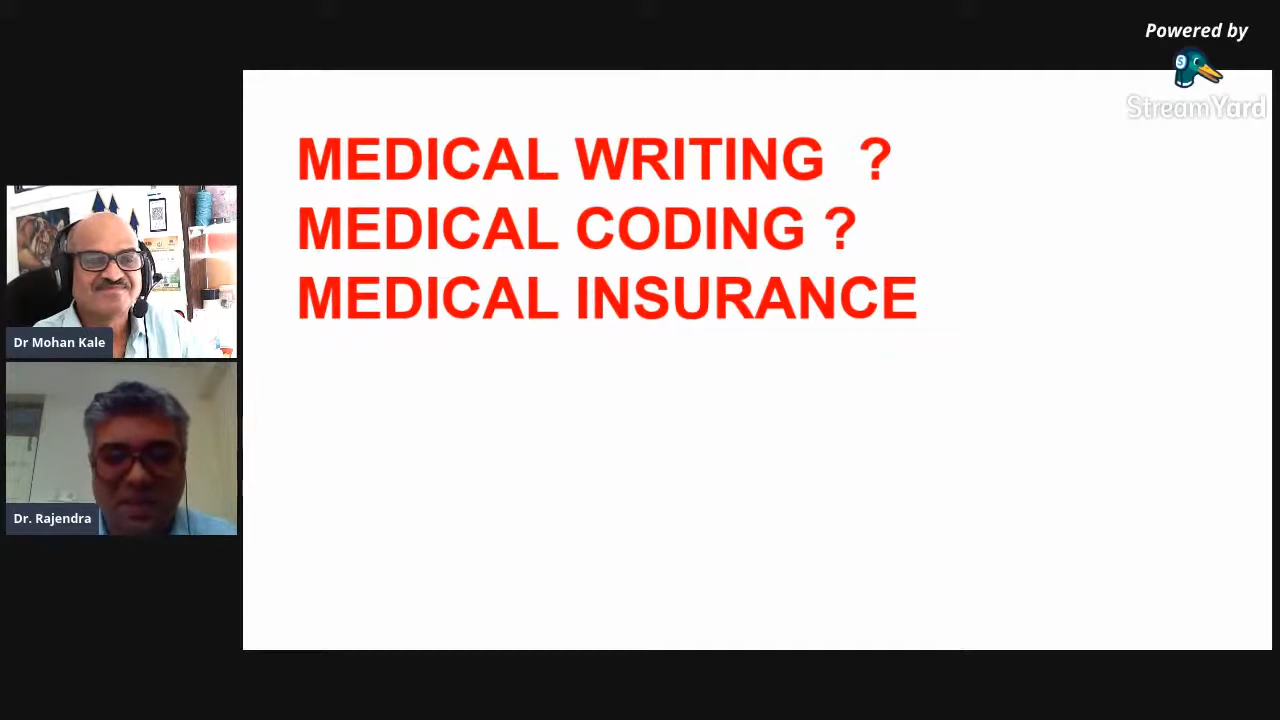 Powered by
StreamYard
MEDICAL WRITING ?
MEDICAL CODING ?
MEDICAL INSURANCE
Dr Mohan Kale
Dr. Rajendra